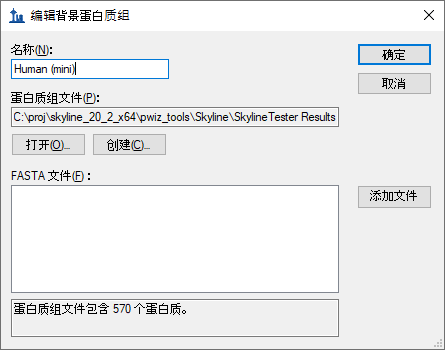 编辑背景蛋白质组
名称(N):
确定
Human (mini)
取消
蛋白质组文件(P):
C:\proj\skyline_20_2_x64\pwiz_tools\Skyline\SkylineTester Results
打开(O)...
创建(C)...
FASTA 文件(F)：
添加文件
蛋白质组文件包含 570 个蛋白质。